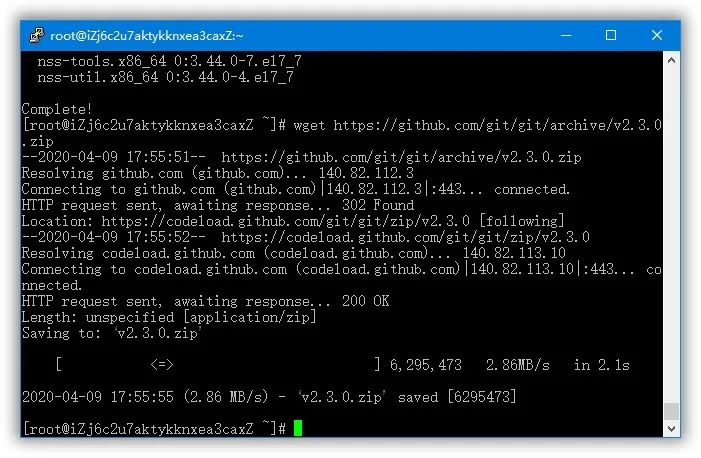 root@iZj6c2u7aktykknxea3caxZ:~
nss-tools.x86_64 0:3.44.0-7.el7_7
nss-util.x86_64 0:3.44.0-4.el7_7
Complete!
[root@iZj6c2u7aktykknxea3caxZ ~]# wget https://github.com/git/git/archive/v2.3.0
.zip
--2020-04-09 17:55:51--  https://github.com/git/git/archive/v2.3.0.zip
Resolving github.com (github.com)... 140.82.112.3
Connecting to github.com (github.com)|140.82.112.3|:443... connected.
HTTP request sent, awaiting response... 302 Found
Location: https://codeload.github.com/git/git/zip/v2.3.0 [following]
--2020-04-09 17:55:52--  https://codeload.github.com/git/git/zip/v2.3.0
Resolving codeload.github.com (codeload.github.com)... 140.82.113.10
Connecting to codeload.github.com (codeload.github.com)|140.82.113.10|:443... co
nnected.
HTTP request sent, awaiting response... 200 OK
Length: unspecified [application/zip]
Saving to: ‘v2.3.0.zip’
[ <=> ] 6,295,473 2.86MB/s in 2.1s
2020-04-09 17:55:55 (2.86 MB/s) - ‘v2.3.0.zip’ saved [6295473]
[root@iZj6c2u7aktykknxea3caxZ ~]#